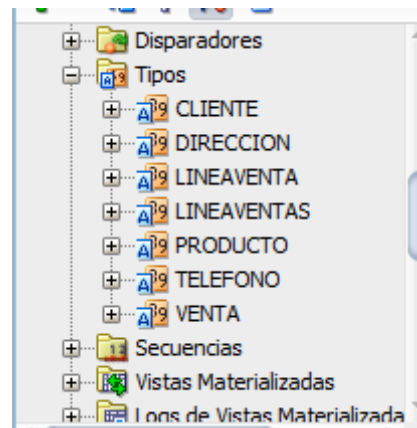 Disparadores
Tipos
CLIENTE
DIRECCION
LINEAVENTA
LINEAVENTAS
PRODUCTO
TELEFONO
VENTA
Secuencias
Vistas Materializadas
Logs de Vistas Materializada